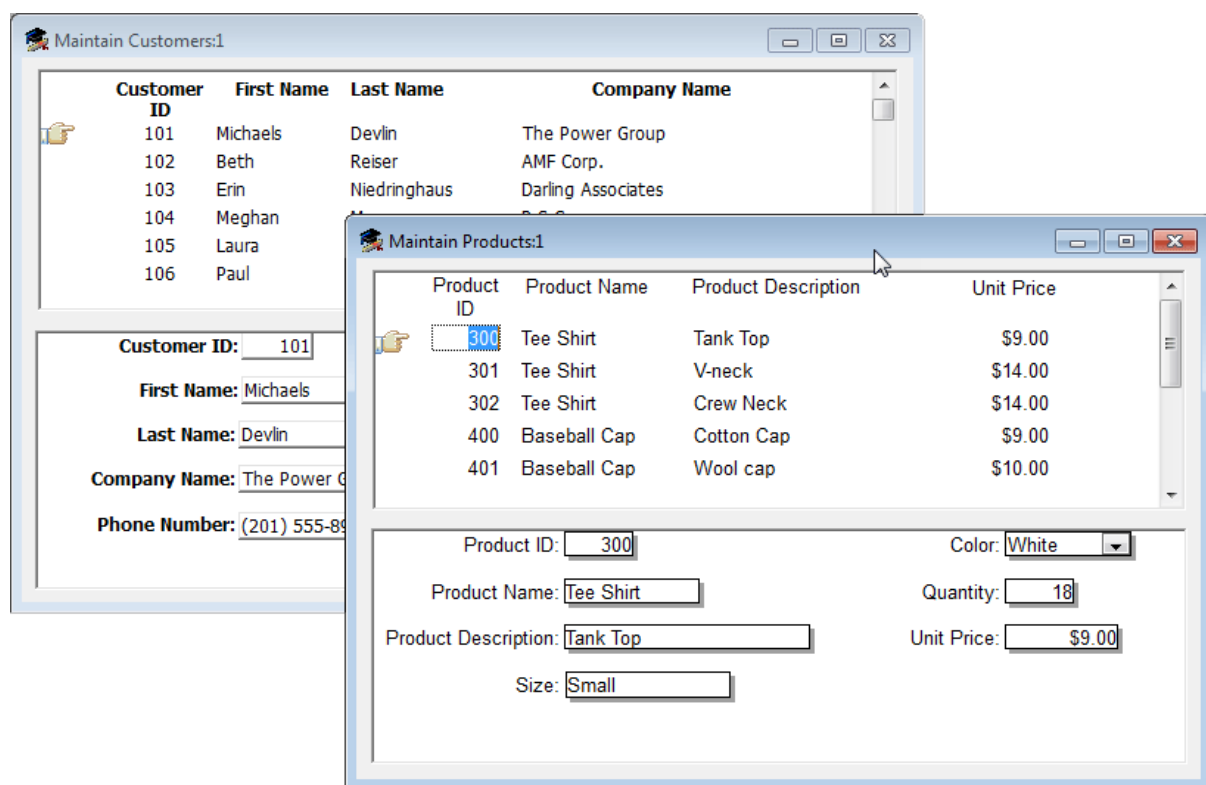 Maintain Customers:1
Customer ID First Name Last Name Company Name
101 Michaels Devlin The Power Group
102 Beth Reiser AMF Corp.
103 Erin Niedringhaus Darling Associates
104 Meghan
105 Laura
106 Paul
Customer ID: 101
First Name: Michaels
Last Name: Devlin
Company Name: The Power
Phone Number: (201) 555-89
Maintain Products:1
Product ID Product Name Product Description Unit Price
300 Tee Shirt Tank Top $9.00
301 Tee Shirt V-neck $14.00
302 Tee Shirt Crew Neck $14.00
400 Baseball Cap Cotton Cap $9.00
401 Baseball Cap Wool cap $10.00
Product ID: 300 Color: White
Product Name: Tee Shirt Quantity: 18
Product Description: Tank Top Unit Price: $9.00
Size: Small